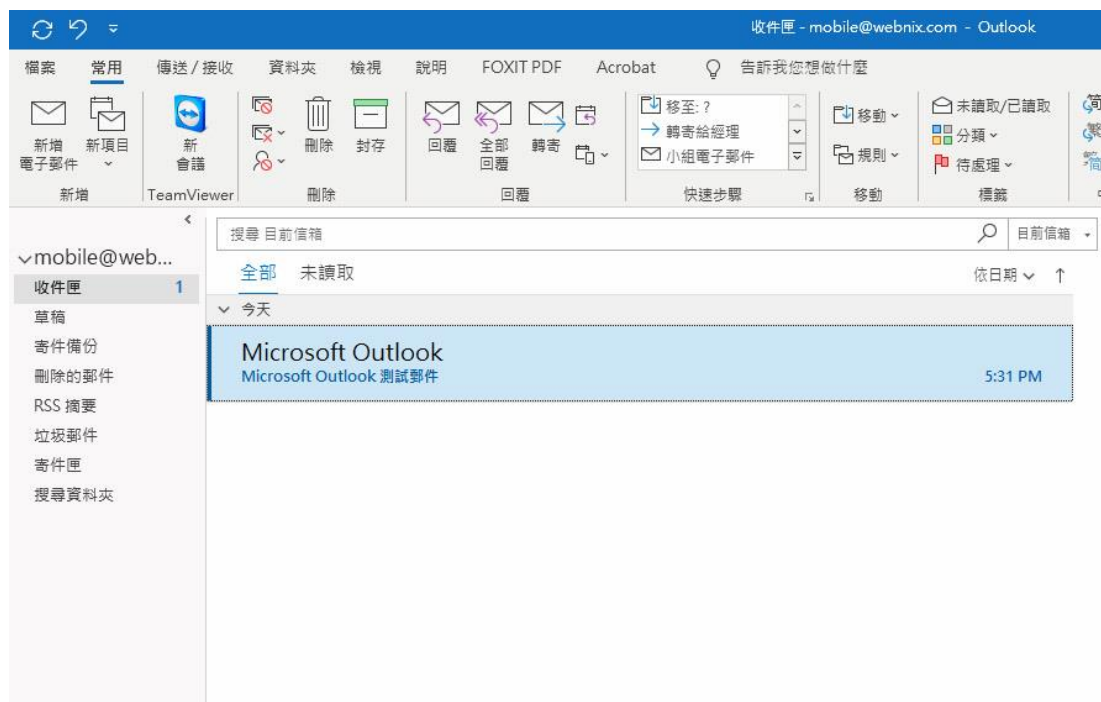 收件匣 - mobile@webnix.com - Outlook
檔案 常用 傳送 / 接收 資料夾 檢視 說明 FOXIT PDF Acrobat 告訴我您想做什麼
新增
電子郵件
新項目
新
會議
刪除
封存
回覆
全部
回覆
轉寄
移至: ?
轉寄給經理
小組電子郵件
移動
規則
未讀取/已讀取
分類
待處理
新增 TeamViewer 刪除 回覆 快速步驟 移動 標籤
搜尋 目前信箱 目前信箱
mobile@web...
收件匣 1
草稿
寄件備份
刪除的郵件
RSS 摘要
垃圾郵件
寄件匣
搜尋資料夾
全部 未讀取 依日期
今天
Microsoft Outlook
Microsoft Outlook 測試郵件 5:31 PM